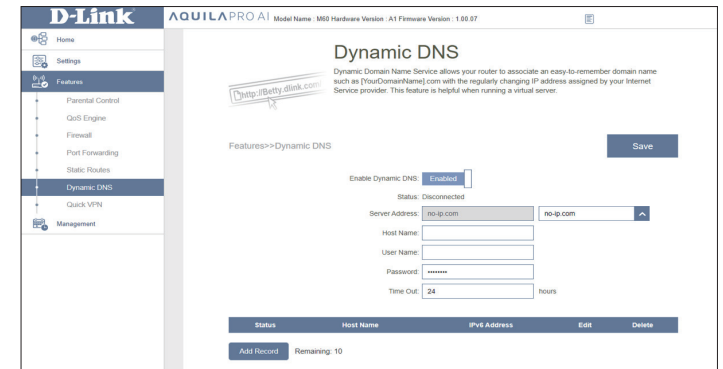 D-Link
AQUILA PRO AI Model Name : M60 Hardware Version : A1 Firmware Version : 1.00.07
Home
Settings
Features
Parental Control
QoS Engine
Firewall
Port Forwarding
Static Routes
Dynamic DNS
Quick VPN
Management
Dynamic DNS
http://Betty.dlink.com
Dynamic Domain Name Service allows your router to associate an easy-to-remember domain name
such as [YourDomainName].com with the regularly changing IP address assigned by your Internet
Service provider. This feature is helpful when running a virtual server.
Features>>Dynamic DNS
Save
Enable Dynamic DNS: Enabled
Status: Disconnected
Server Address: no-ip.com no-ip.com
Host Name:
User Name:
Password: ••••••••
Time Out: 24 hours
Status Host Name IPv6 Address Edit Delete
Add Record Remaining: 10